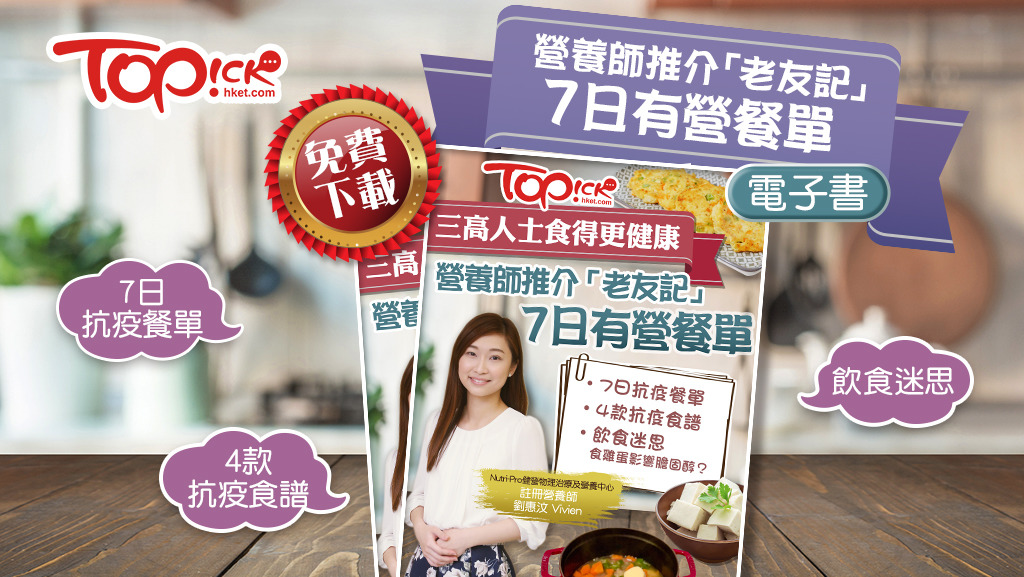 TOPick
hket.com
營養師推介「老友記」
7日有營餐單
電子書
免費
下載
TOPick
hket.com
三高人士食得更健康
營養師推介「老友記」
7日有營餐單
• 7日抗疫餐單
• 4款抗疫食譜
• 飲食迷思
食雞蛋影響膽固醇？
Nutri-Pro健營物理治療及營養中心
註冊營養師
劉惠汶 Vivien
三高
營養
7日
抗疫餐單
4款
抗疫食譜
飲食迷思